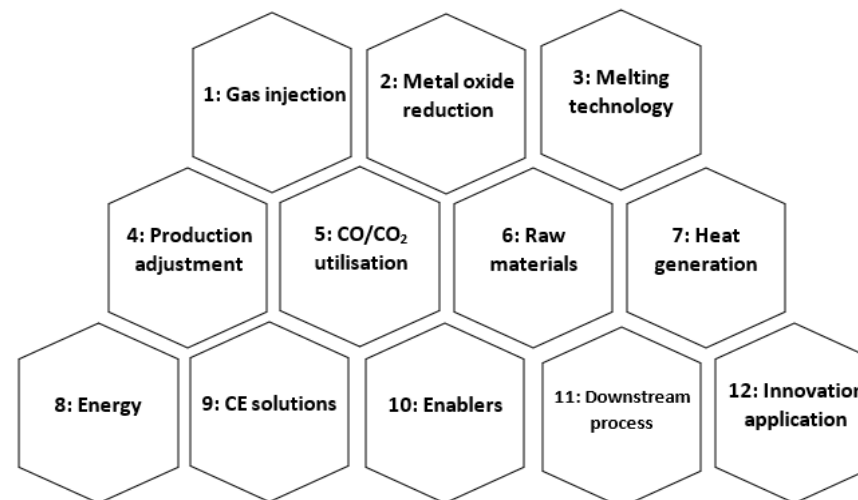 1: Gas injection
2: Metal oxide
reduction
3: Melting
technology
4: Production
adjustment
5: CO/CO₂
utilisation
6: Raw
materials
7: Heat
generation
8: Energy
9: CE solutions
10: Enablers
11: Downstream
process
12: Innovation
application